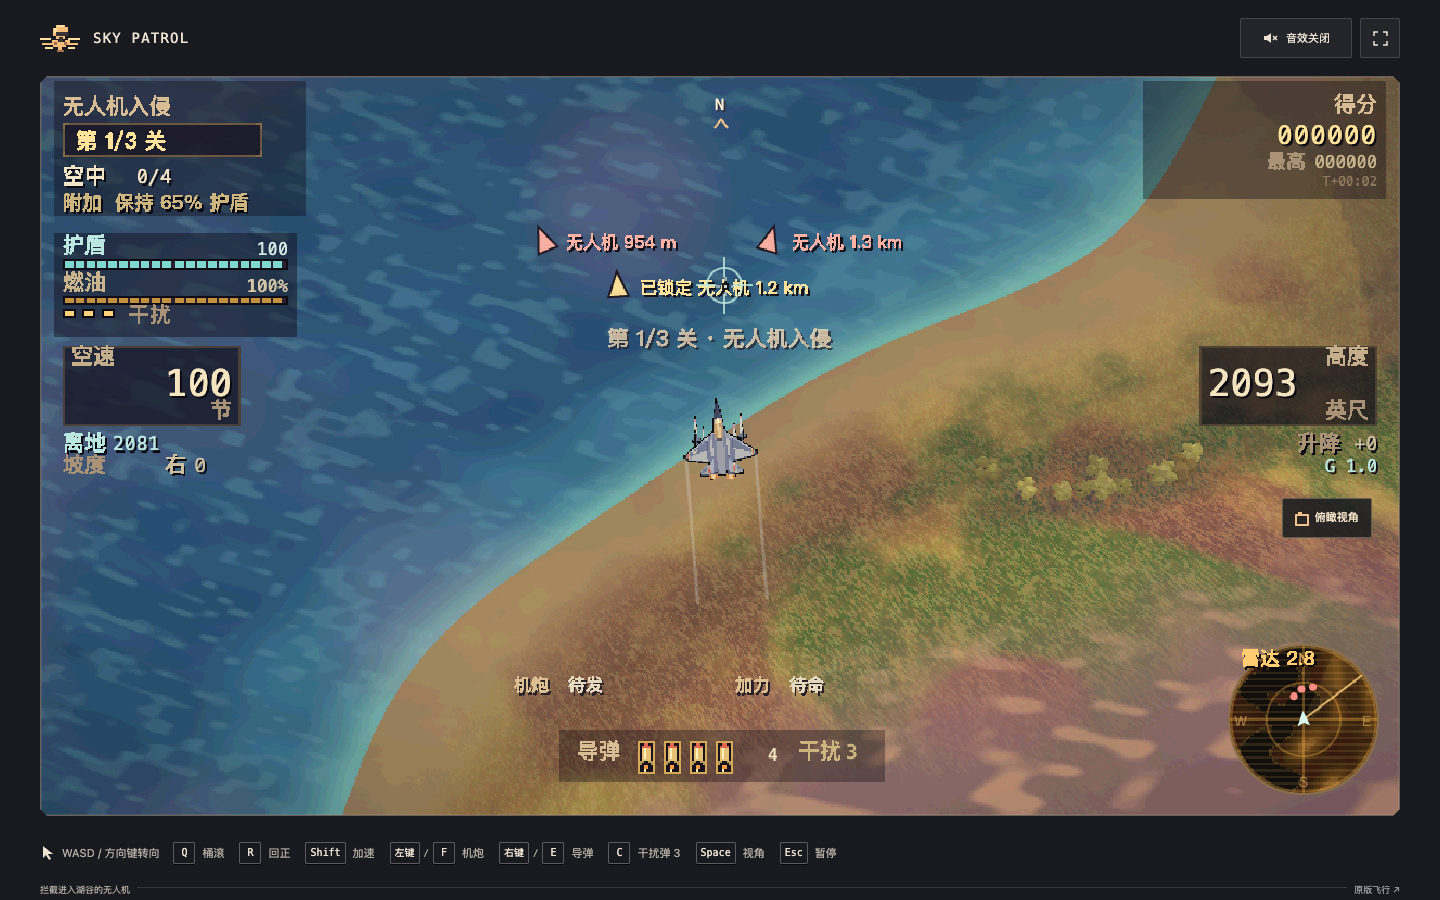 SKY PATROL
音效关闭
无人机入侵
第 1/3 关
空中 0/4
附加 保持 65% 护盾
护盾 100
燃油 100%
干扰
空速
100
节
离地 2081
坡度 右 0
N
无人机 954 m
无人机 1.3 km
已锁定 无人机 1.2 km
第 1/3 关 · 无人机入侵
得分
000000
最高 000000
T+00:02
高度
2093
英尺
升降 +0
G 1.0
俯瞰视角
雷达 2.8
W E
S
机炮 待发 加力 待命
导弹 4 干扰 3
WASD / 方向键转向 Q 桶滚 R 回正 Shift 加速 左键 / F 机炮 右键 / E 导弹 C 干扰弹 3 Space 视角 Esc 暂停
拦截进入湖谷的无人机
原版飞行 ↗